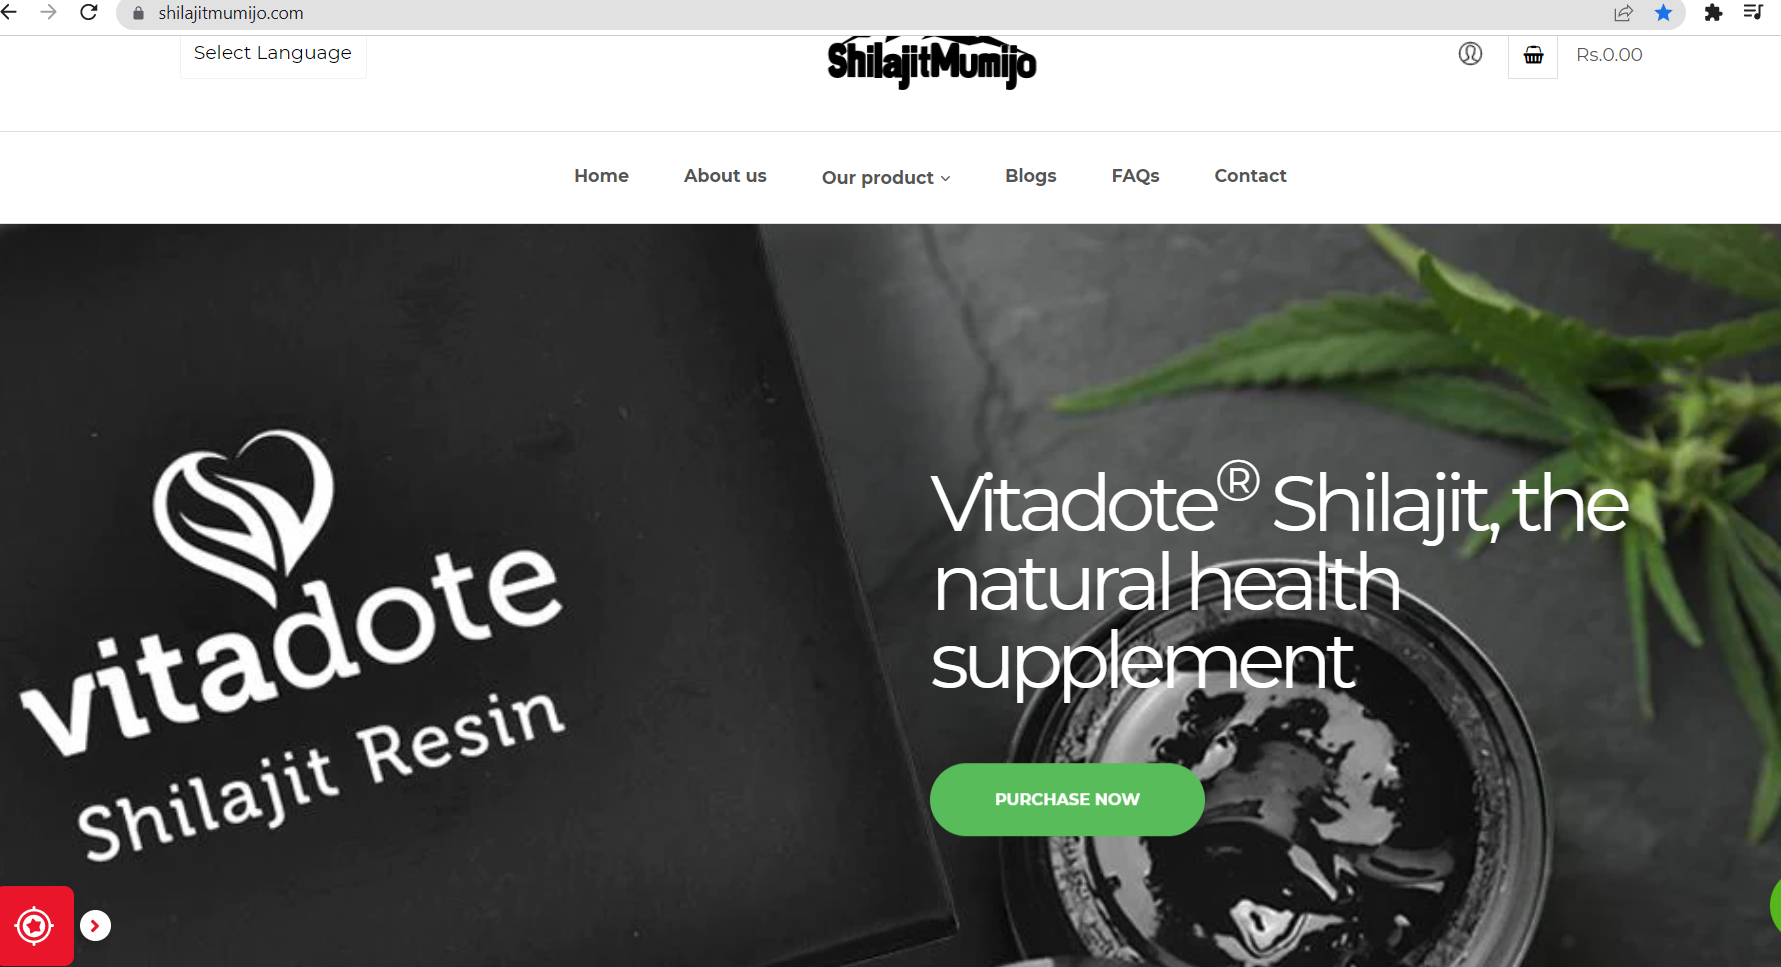 shilajitmumijo.com
Select Language
ShilajitMumijo
Rs.0.00
Home
About us
Our product
Blogs
FAQs
Contact
vitadote
Shilajit Resin
Vitadote® Shilajit, the
natural health
supplement
PURCHASE NOW